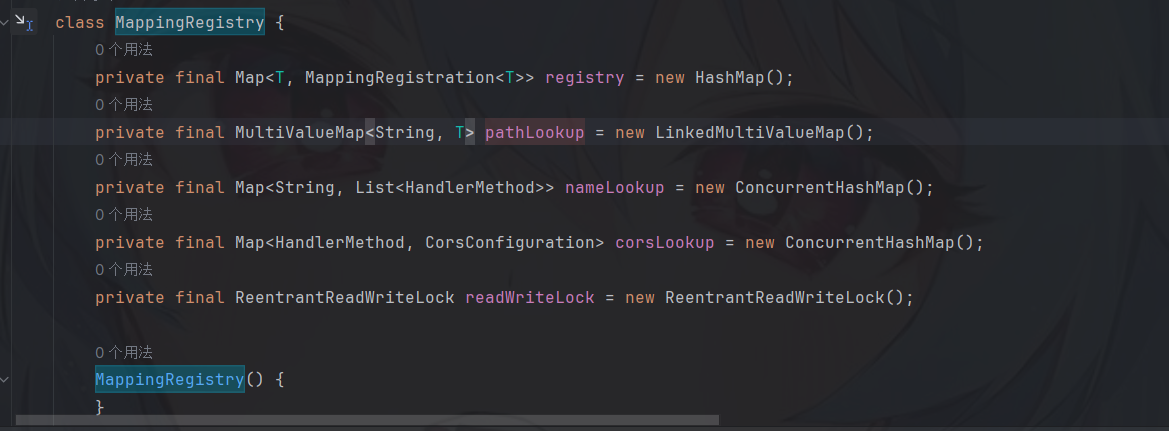 class MappingRegistry {
0 个用法
private final Map<T, MappingRegistration<T>> registry = new HashMap();
0 个用法
private final MultiValueMap<String, T> pathLookup = new LinkedMultiValueMap();
0 个用法
private final Map<String, List<HandlerMethod>> nameLookup = new ConcurrentHashMap();
0 个用法
private final Map<HandlerMethod, CorsConfiguration> corsLookup = new ConcurrentHashMap();
0 个用法
private final ReentrantReadWriteLock readWriteLock = new ReentrantReadWriteLock();
0 个用法
MappingRegistry() {
}